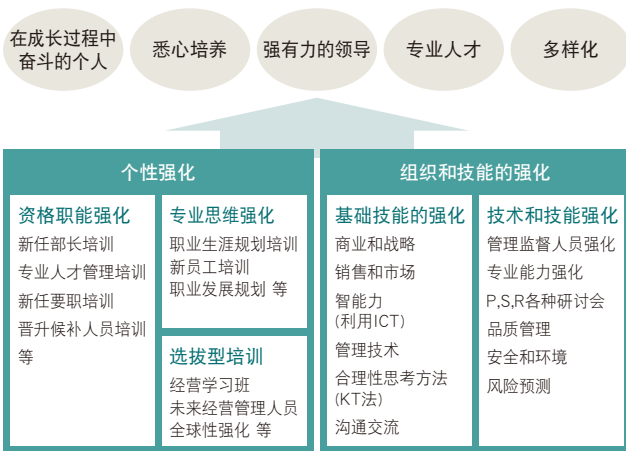 在成长过程中
奋斗的个人
悉心培养
强有力的领导
专业人才
多样化
个性强化
资格职能强化
新任部长培训
专业人才管理培训
新任要职培训
晋升候补人员培训
等
专业思维强化
职业生涯规划培训
新员工培训
职业发展规划 等
选拔型培训
经营学习班
未来经营管理人员
全球性强化 等
组织和技能的强化
基础技能的强化
商业和战略
销售和市场
智能力
(利用ICT)
管理技术
合理性思考方法
(KT法)
沟通交流
技术和技能强化
管理监督人员强化
专业能力强化
P,S,R各种研讨会
品质管理
安全和环境
风险预测